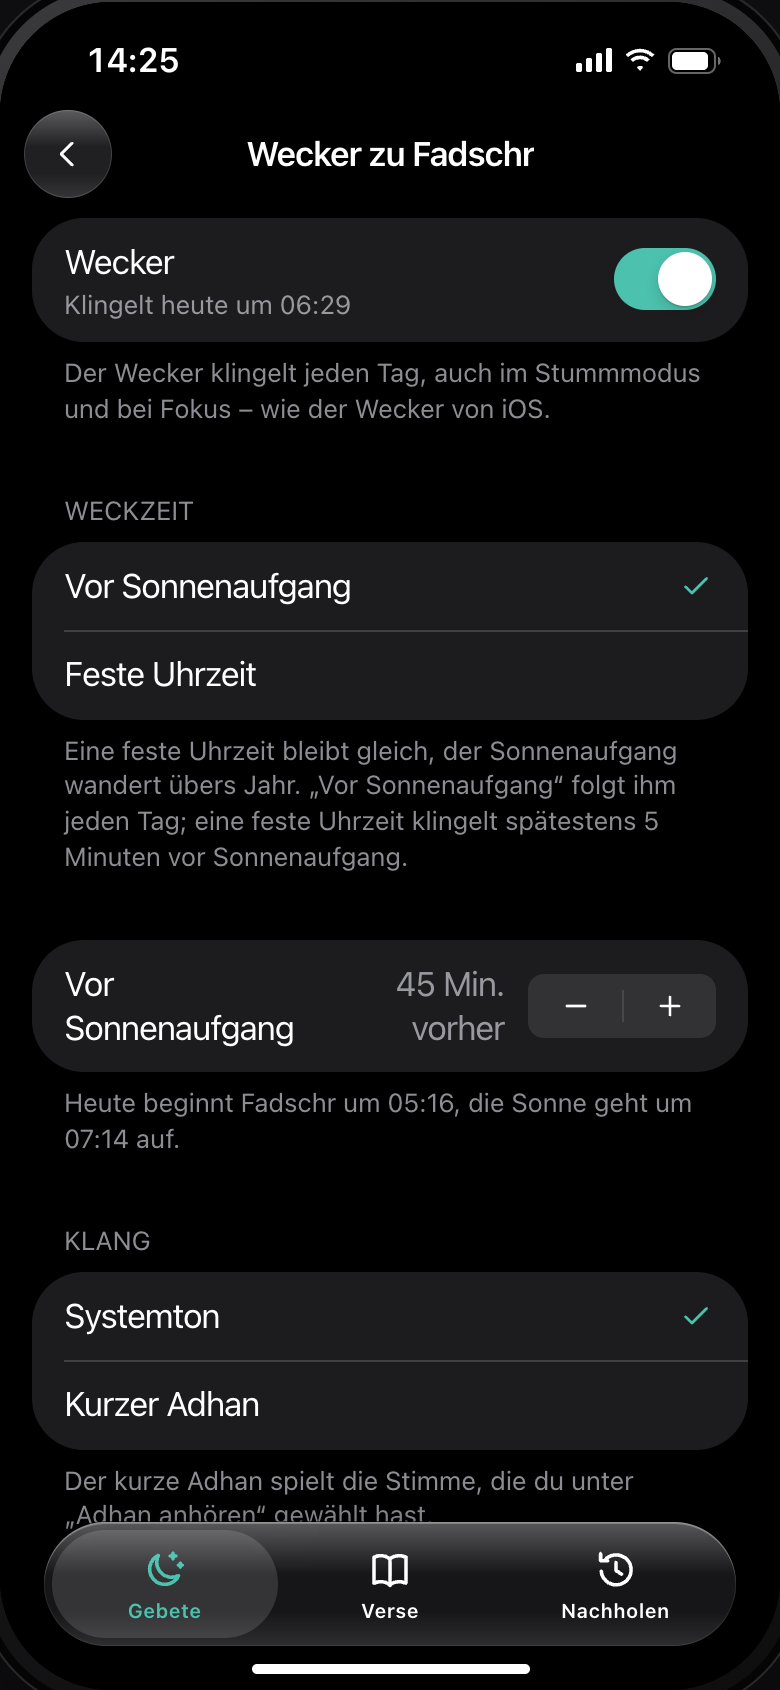 14:25
Wecker zu Fadschr
Wecker
Klingelt heute um 06:29
Der Wecker klingelt jeden Tag, auch im Stummmodus
und bei Fokus – wie der Wecker von iOS.
WECKZEIT
Vor Sonnenaufgang
Feste Uhrzeit
Eine feste Uhrzeit bleibt gleich, der Sonnenaufgang
wandert übers Jahr. „Vor Sonnenaufgang“ folgt ihm
jeden Tag; eine feste Uhrzeit klingelt spätestens 5
Minuten vor Sonnenaufgang.
Vor
Sonnenaufgang
45 Min.
vorher
Heute beginnt Fadschr um 05:16, die Sonne geht um
07:14 auf.
KLANG
Systemton
Kurzer Adhan
Der kurze Adhan spielt die Stimme, die du unter
„Adhan anhören“ gewählt hast.
Gebete
Verse
Nachholen